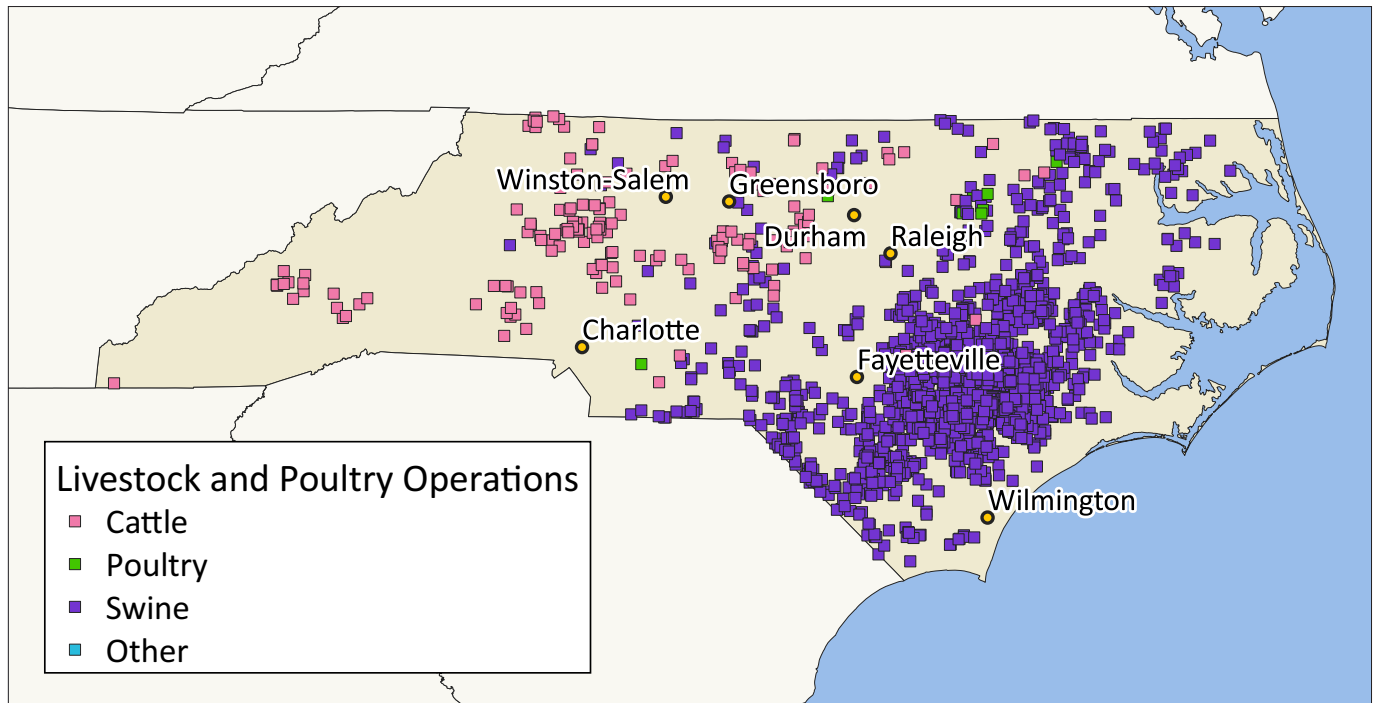 Winston-Salem
Greensboro
Durham
Raleigh
Charlotte
Fayetteville
Wilmington
Livestock and Poultry Operations
Cattle
Poultry
Swine
Other